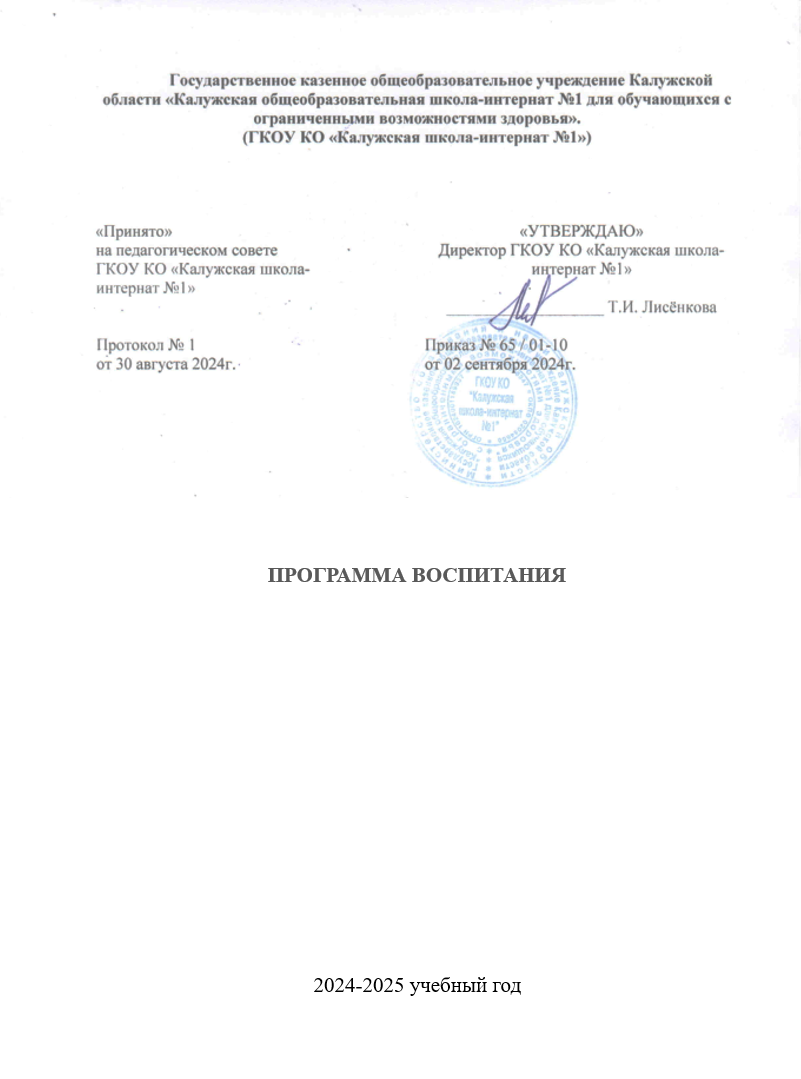 Государственное казенное общеобразовательное учреждение Калужской
области «Калужская общеобразовательная школа-интернат №1 для обучающихся с
ограниченными возможностями здоровья».
(ГКОУ КО «Калужская школа-интернат №1»)
«Принято»
на педагогическом совете
ГКОУ КО «Калужская школа-
интернат №1»
Протокол № 1
от 30 августа 2024г.
«УТВЕРЖДАЮ»
Директор ГКОУ КО «Калужская школа-
интернат №1»
Т.И. Лисёнкова
Приказ № 65 / 01-10
от 02 сентября 2024г.
ГКОУ КО
"Калужская
школа-интернат
№1"
ПРОГРАММА ВОСПИТАНИЯ
2024-2025 учебный год